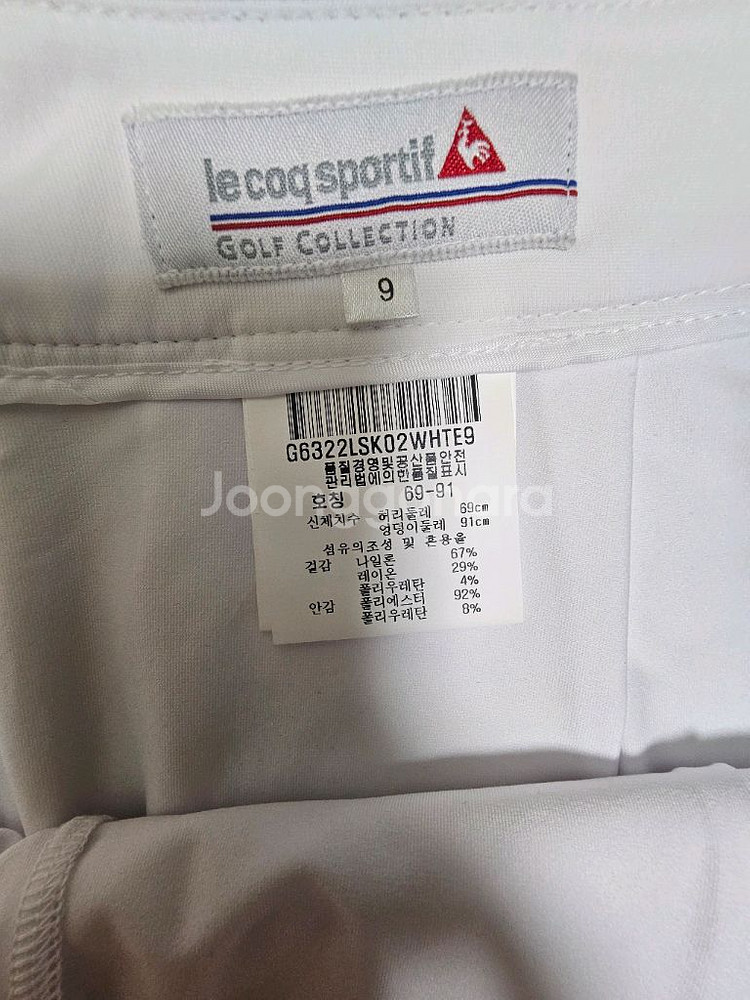 le coq sportif
GOLF COLLECTION
9
G6322LSK02WHTE9
품질경영및공산품안전
관리법에의한품질표시
호칭 69-91
신체치수 허리둘레 69cm
엉덩이둘레 91cm
섬유의조성 및 혼용율
겉감 나일론 67%
레이온 29%
폴리우레탄 4%
안감 폴리에스터 92%
폴리우레탄 8%
Joonggonara